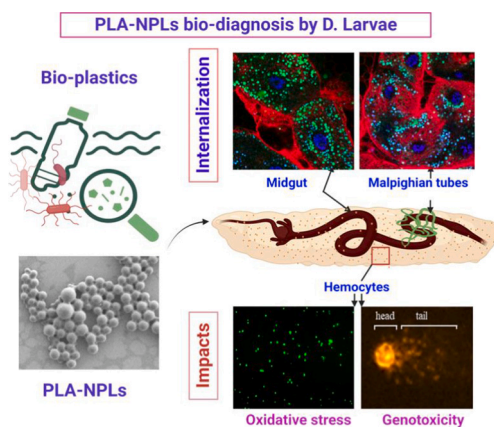 PLA-NPLs bio-diagnosis by D. Larvae
Bio-plastics
Internalization
Midgut
Malpighian tubes
Hemocytes
PLA-NPLs
Impacts
head
tail
Oxidative stress
Genotoxicity